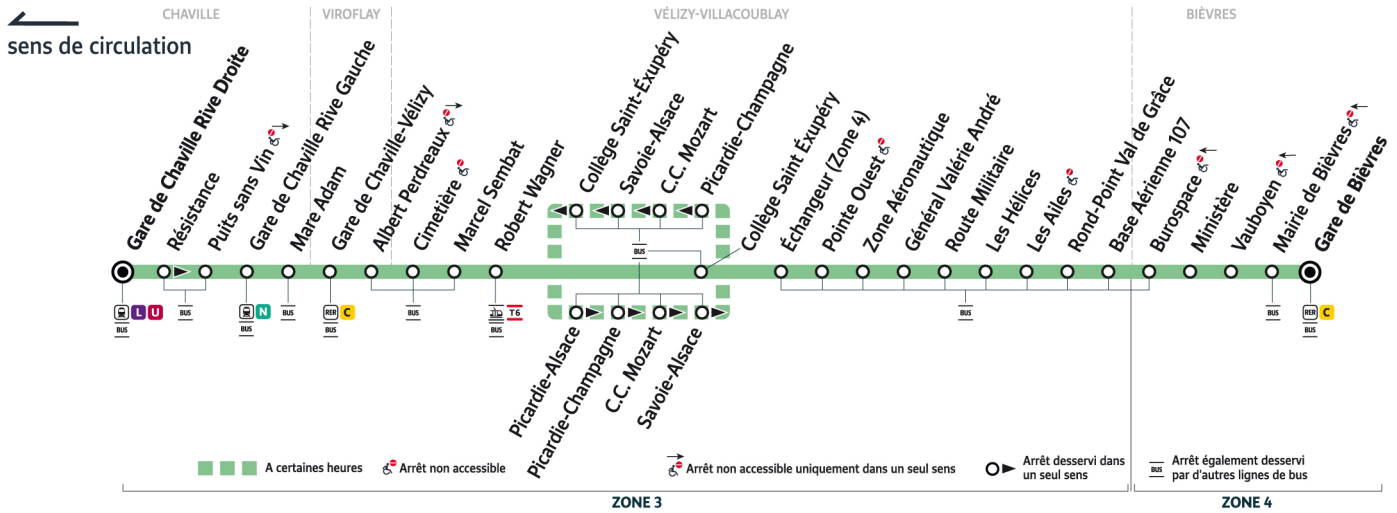 CHAVILLE
VIROFLAY
VÉLIZY-VILLACOUBLAY
BIÈVRES
sens de circulation
Gare de Chaville Rive Droite
Résistance
Puits sans Vin
Gare de Chaville Rive Gauche
Mare Adam
Gare de Chaville-Vélizy
Albert Perdreaux
Cimetière
Marcel Sembat
Robert Wagner
Collège Saint-Éxupéry
Savoie-Alsace
C.C. Mozart
Picardie-Champagne
Collège Saint Éxupéry
Échangeur (Zone 4)
Pointe Ouest
Zone Aéronautique
Général Valérie André
Route Militaire
Les Hélices
Les Ailes
Rond-Point Val de Grâce
Base Aérienne 107
Burospace
Ministère
Vauboyen
Mairie de Bièvres
Gare de Bièvres
BUS
L U
BUS
BUS
N
BUS
BUS
RER C
BUS
BUS
T6
BUS
BUS
BUS
RER C
BUS
Picardie-Alsace
Picardie-Champagne
C.C. Mozart
Savoie-Alsace
A certaines heures
Arrêt non accessible
Arrêt non accessible uniquement dans un seul sens
Arrêt desservi dans
un seul sens
BUS
Arrêt également desservi
par d'autres lignes de bus
ZONE 3
ZONE 4